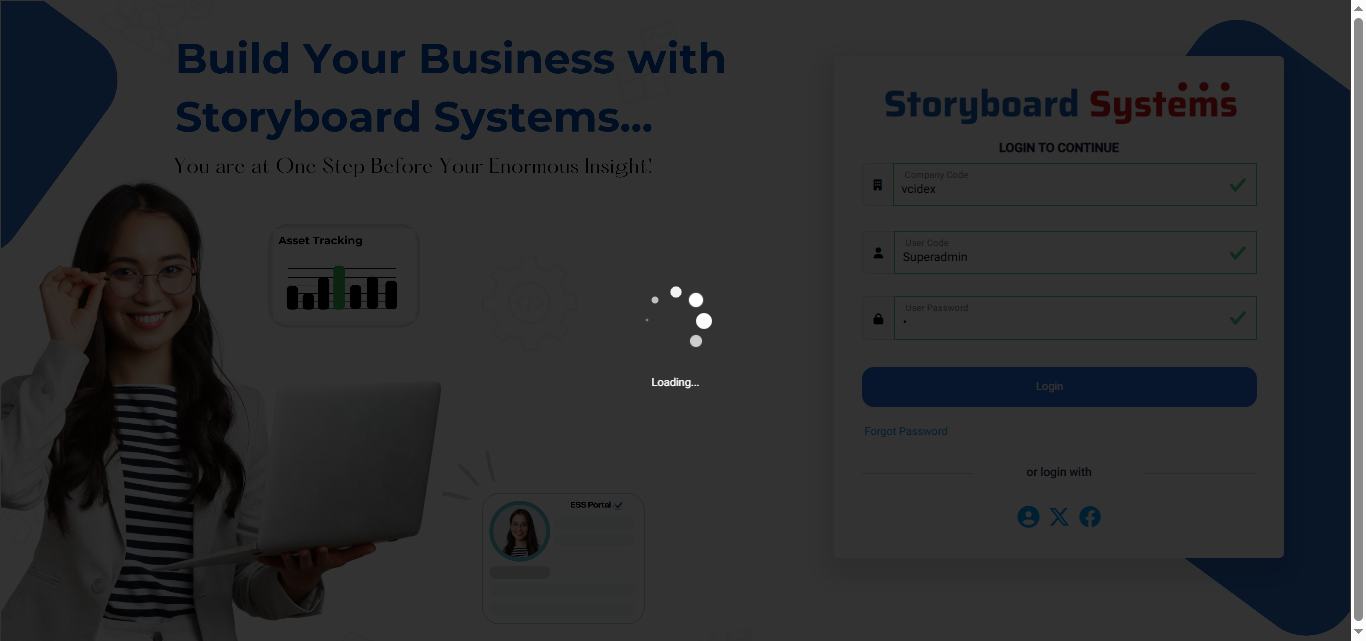 Build Your Business with
Storyboard Systems...
You are at One Step Before Your Enormous Insight!
Asset Tracking
ESS Portal
Loading...
Storyboard Systems
LOGIN TO CONTINUE
Company Code
vcidex
User Code
Superadmin
User Password
Login
Forgot Password
or login with